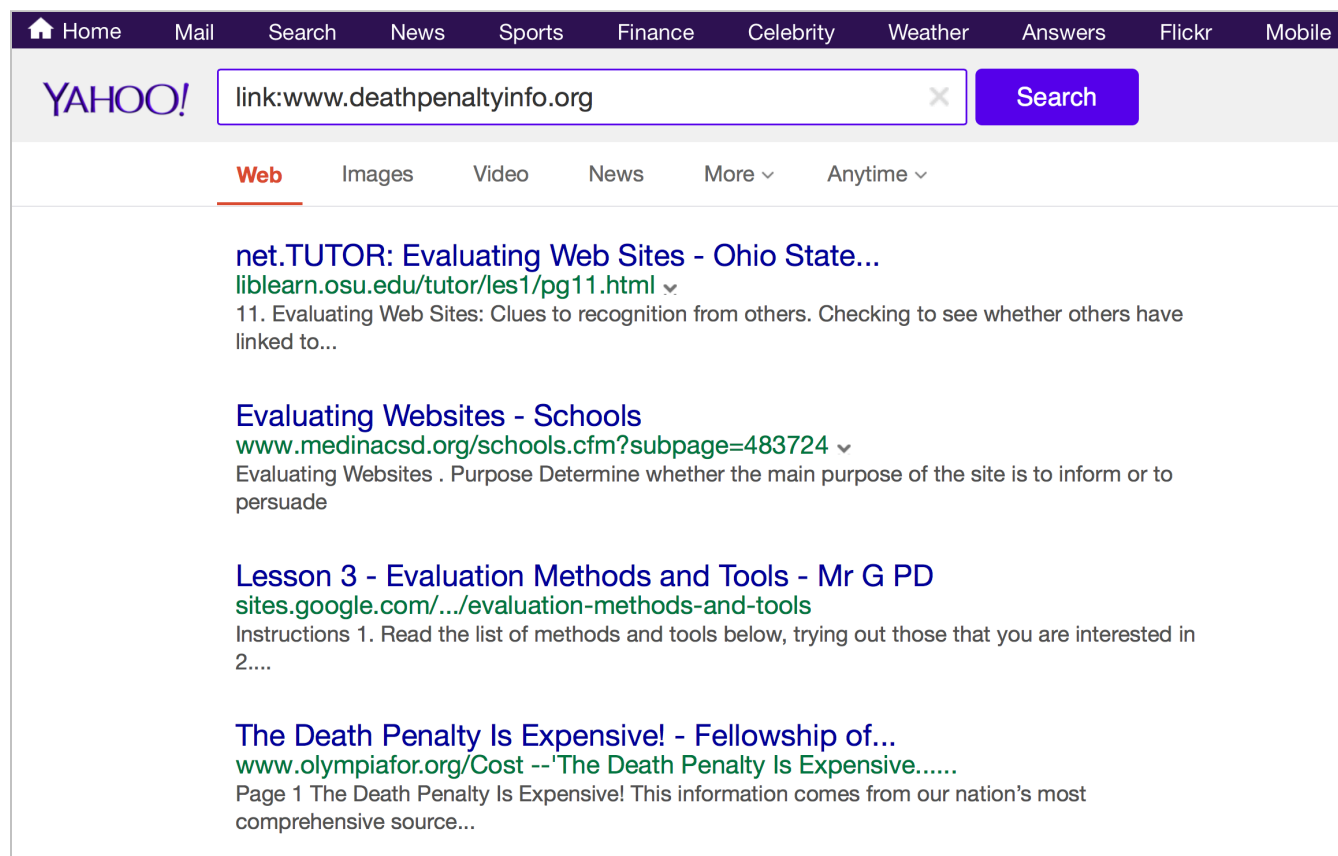 Home Mail Search News Sports Finance Celebrity Weather Answers Flickr Mobile
YAHOO! link:www.deathpenaltyinfo.org Search
Web Images Video News More Anytime
net.TUTOR: Evaluating Web Sites - Ohio State...
liblearn.osu.edu/tutor/les1/pg11.html
11. Evaluating Web Sites: Clues to recognition from others. Checking to see whether others have
linked to...
Evaluating Websites - Schools
www.medinacsd.org/schools.cfm?subpage=483724
Evaluating Websites . Purpose Determine whether the main purpose of the site is to inform or to
persuade
Lesson 3 - Evaluation Methods and Tools - Mr G PD
sites.google.com/.../evaluation-methods-and-tools
Instructions 1. Read the list of methods and tools below, trying out those that you are interested in
2....
The Death Penalty Is Expensive! - Fellowship of...
www.olympiafor.org/Cost --'The Death Penalty Is Expensive......
Page 1 The Death Penalty Is Expensive! This information comes from our nation’s most
comprehensive source...